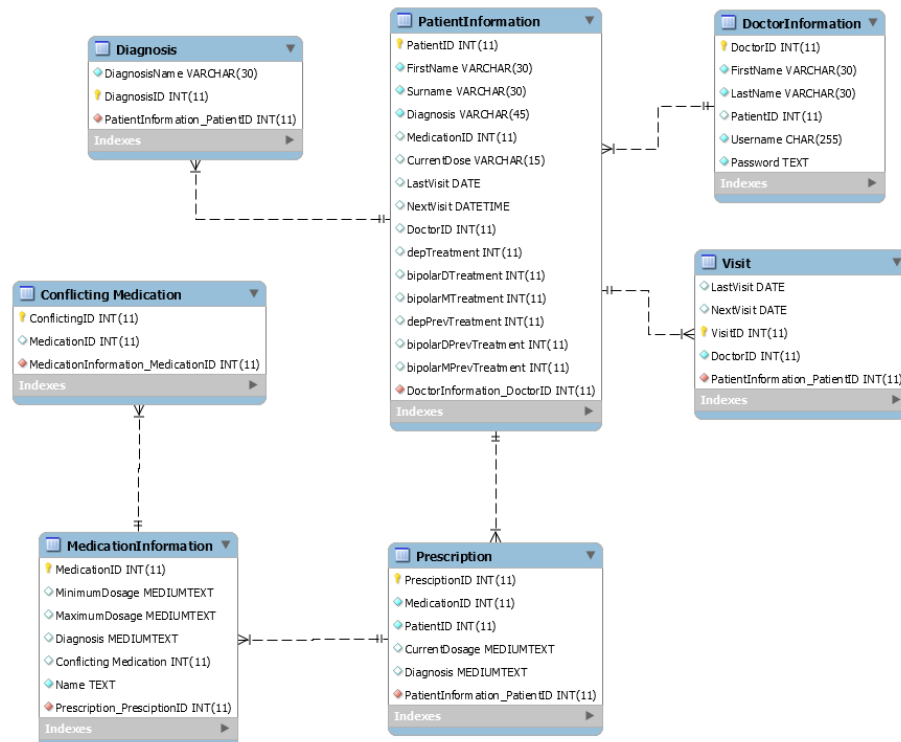 Diagnosis
DiagnosisName VARCHAR(30)
DiagnosisID INT(11)
PatientInformation_PatientID INT(11)
Indexes
PatientInformation
PatientID INT(11)
FirstName VARCHAR(30)
Surname VARCHAR(30)
Diagnosis VARCHAR(45)
MedicationID INT(11)
CurrentDose VARCHAR(15)
LastVisit DATE
NextVisit DATETIME
DoctorID INT(11)
depTreatment INT(11)
bipolarDTreatment INT(11)
bipolarMTreatment INT(11)
depPrevTreatment INT(11)
bipolarDPrevTreatment INT(11)
bipolarMPrevTreatment INT(11)
DoctorInformation_DoctorID INT(11)
Indexes
DoctorInformation
DoctorID INT(11)
FirstName VARCHAR(30)
LastName VARCHAR(30)
PatientID INT(11)
Username CHAR(255)
Password TEXT
Indexes
Visit
LastVisit DATE
NextVisit DATE
VisitID INT(11)
DoctorID INT(11)
PatientInformation_PatientID INT(11)
Indexes
Conflicting Medication
ConflictingID INT(11)
MedicationID INT(11)
MedicationInformation_MedicationID INT(11)
Indexes
MedicationInformation
MedicationID INT(11)
MinimumDosage MEDIUMTEXT
MaximumDosage MEDIUMTEXT
Diagnosis MEDIUMTEXT
Conflicting Medication INT(11)
Name TEXT
Prescription_PresciptionID INT(11)
Indexes
Prescription
PresciptionID INT(11)
MedicationID INT(11)
PatientID INT(11)
CurrentDosage MEDIUMTEXT
Diagnosis MEDIUMTEXT
PatientInformation_PatientID INT(11)
Indexes